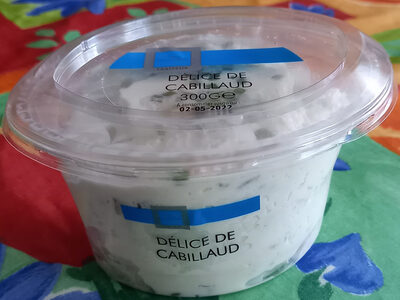 DÉLICE DE
CABILLAUD
300G℮
02-05-2022
DÉLICE DE
CABILLAUD